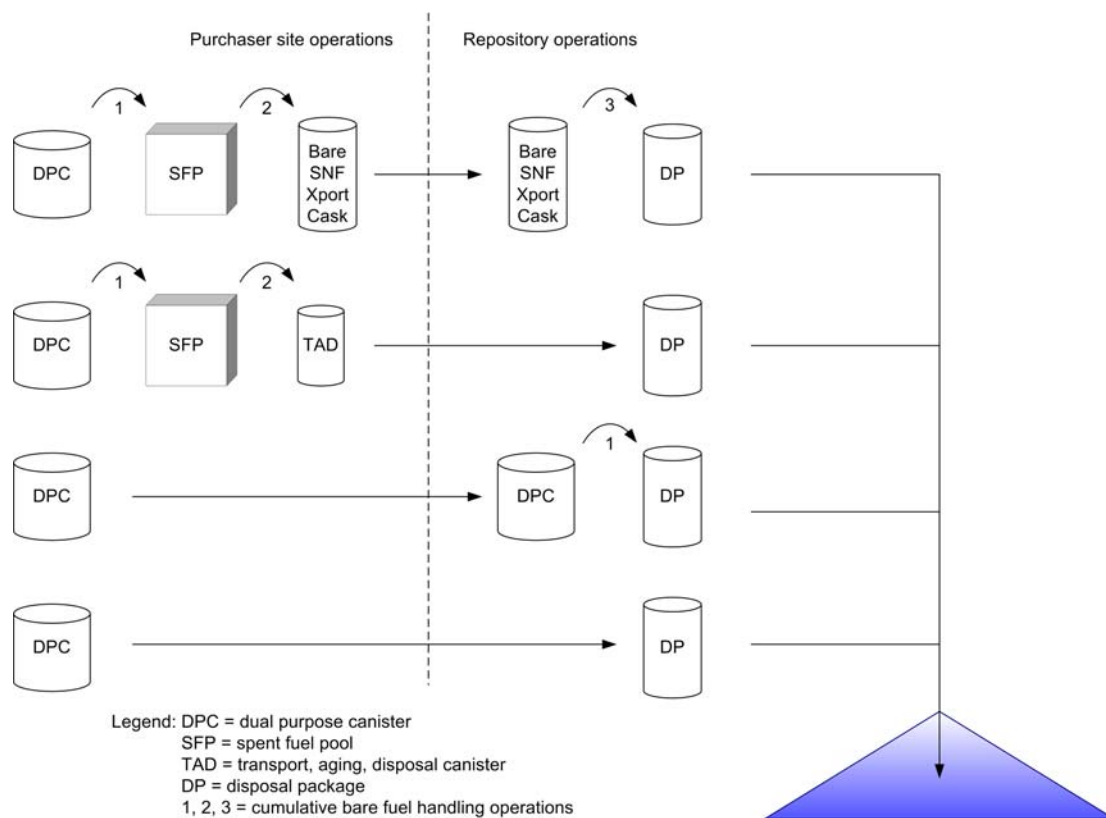 Purchaser site operations
Repository operations
1
2
3
DPC
SFP
Bare
SNF
Xport
Cask
Bare
SNF
Xport
Cask
DP
1
2
DPC
SFP
TAD
DP
1
DPC
DPC
DP
DPC
DP
Legend: DPC = dual purpose canister
SFP = spent fuel pool
TAD = transport, aging, disposal canister
DP = disposal package
1, 2, 3 = cumulative bare fuel handling operations